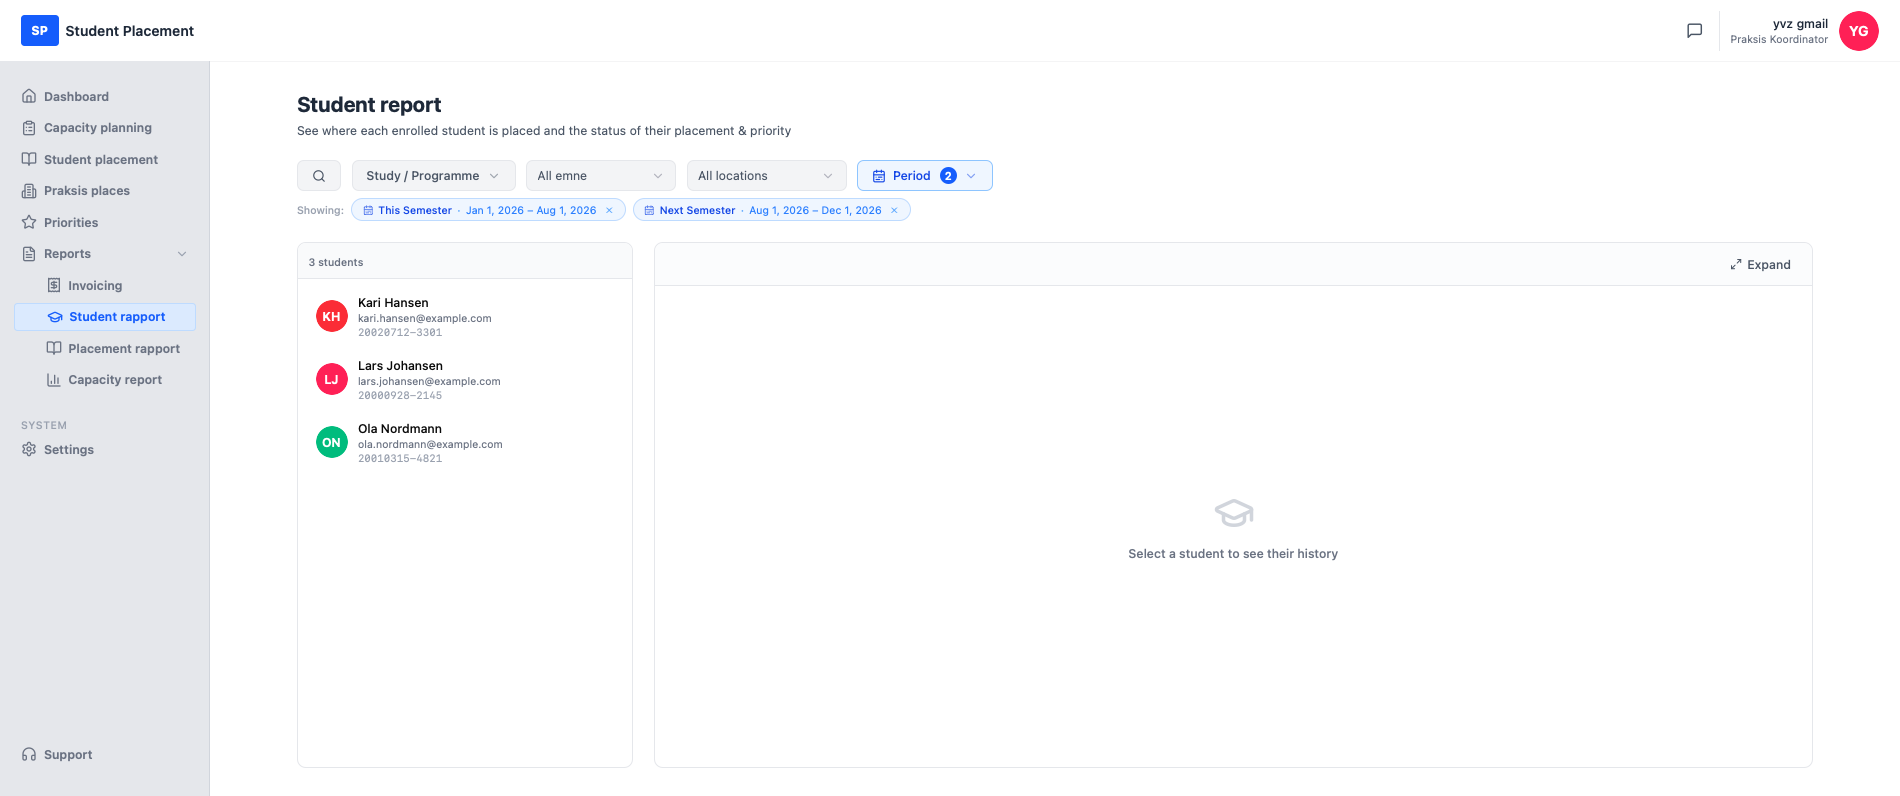 SP Student Placement
yvz gmail
Praksis Koordinator
YG
Dashboard
Capacity planning
Student placement
Praksis places
Priorities
Reports
Invoicing
Student rapport
Placement rapport
Capacity report
SYSTEM
Settings
Support
Student report
See where each enrolled student is placed and the status of their placement & priority
Study / Programme
All emne
All locations
Period 2
Showing: This Semester · Jan 1, 2026 – Aug 1, 2026 × Next Semester · Aug 1, 2026 – Dec 1, 2026 ×
3 students
KH
Kari Hansen
kari.hansen@example.com
20020712-3301
LJ
Lars Johansen
lars.johansen@example.com
20000928-2145
ON
Ola Nordmann
ola.nordmann@example.com
20010315-4821
Expand
Select a student to see their history